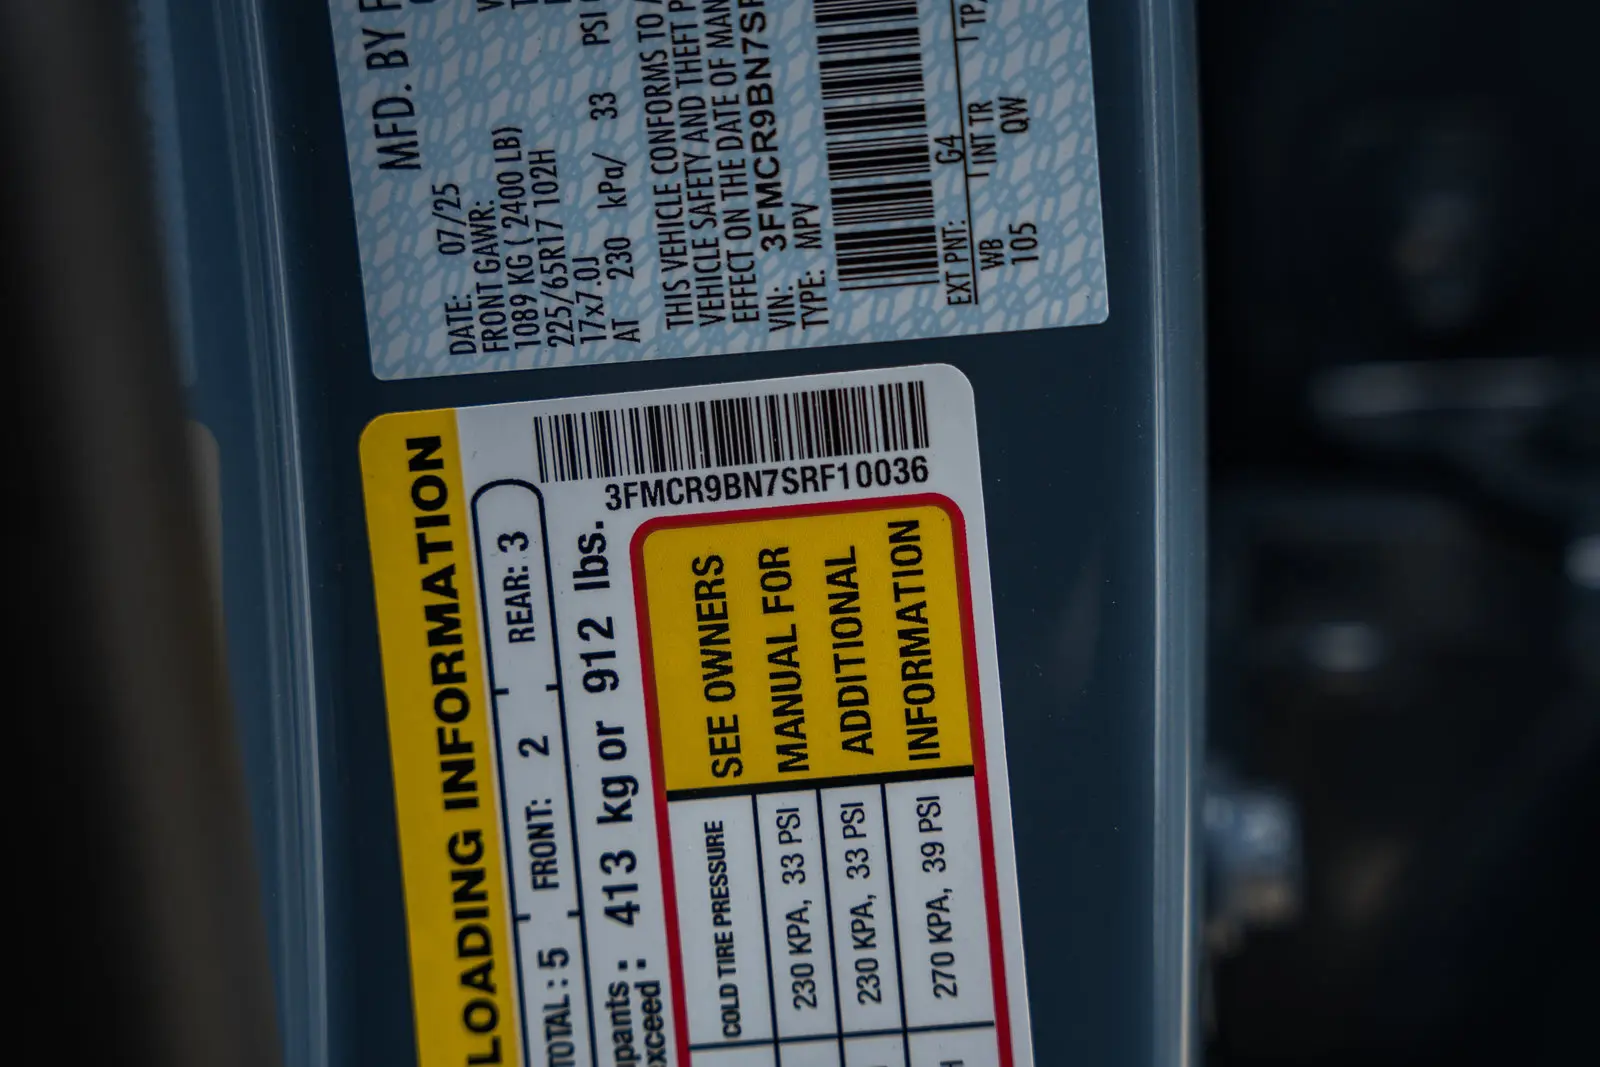 MFD. BY F
DATE: 07/25
FRONT GAWR:
1089 KG ( 2400 LB)
225/65R17 102H
17x7.0J
AT 230 kPa/ 33 PSI
THIS VEHICLE CONFORMS TO
VEHICLE SAFETY AND THEFT P
EFFECT ON THE DATE OF MAN
VIN: 3FMCR9BN7SR
TYPE: MPV
EXT PNT: G4
WB INT TR TP
105 QW
LOADING INFORMATION
TOTAL : 5 FRONT: 2 REAR: 3
upants
xceed : 413 kg or 912 lbs.
3FMCR9BN7SRF10036
COLD TIRE PRESSURE
230 KPA, 33 PSI
230 KPA, 33 PSI
270 KPA, 39 PSI
SEE OWNERS
MANUAL FOR
ADDITIONAL
INFORMATION